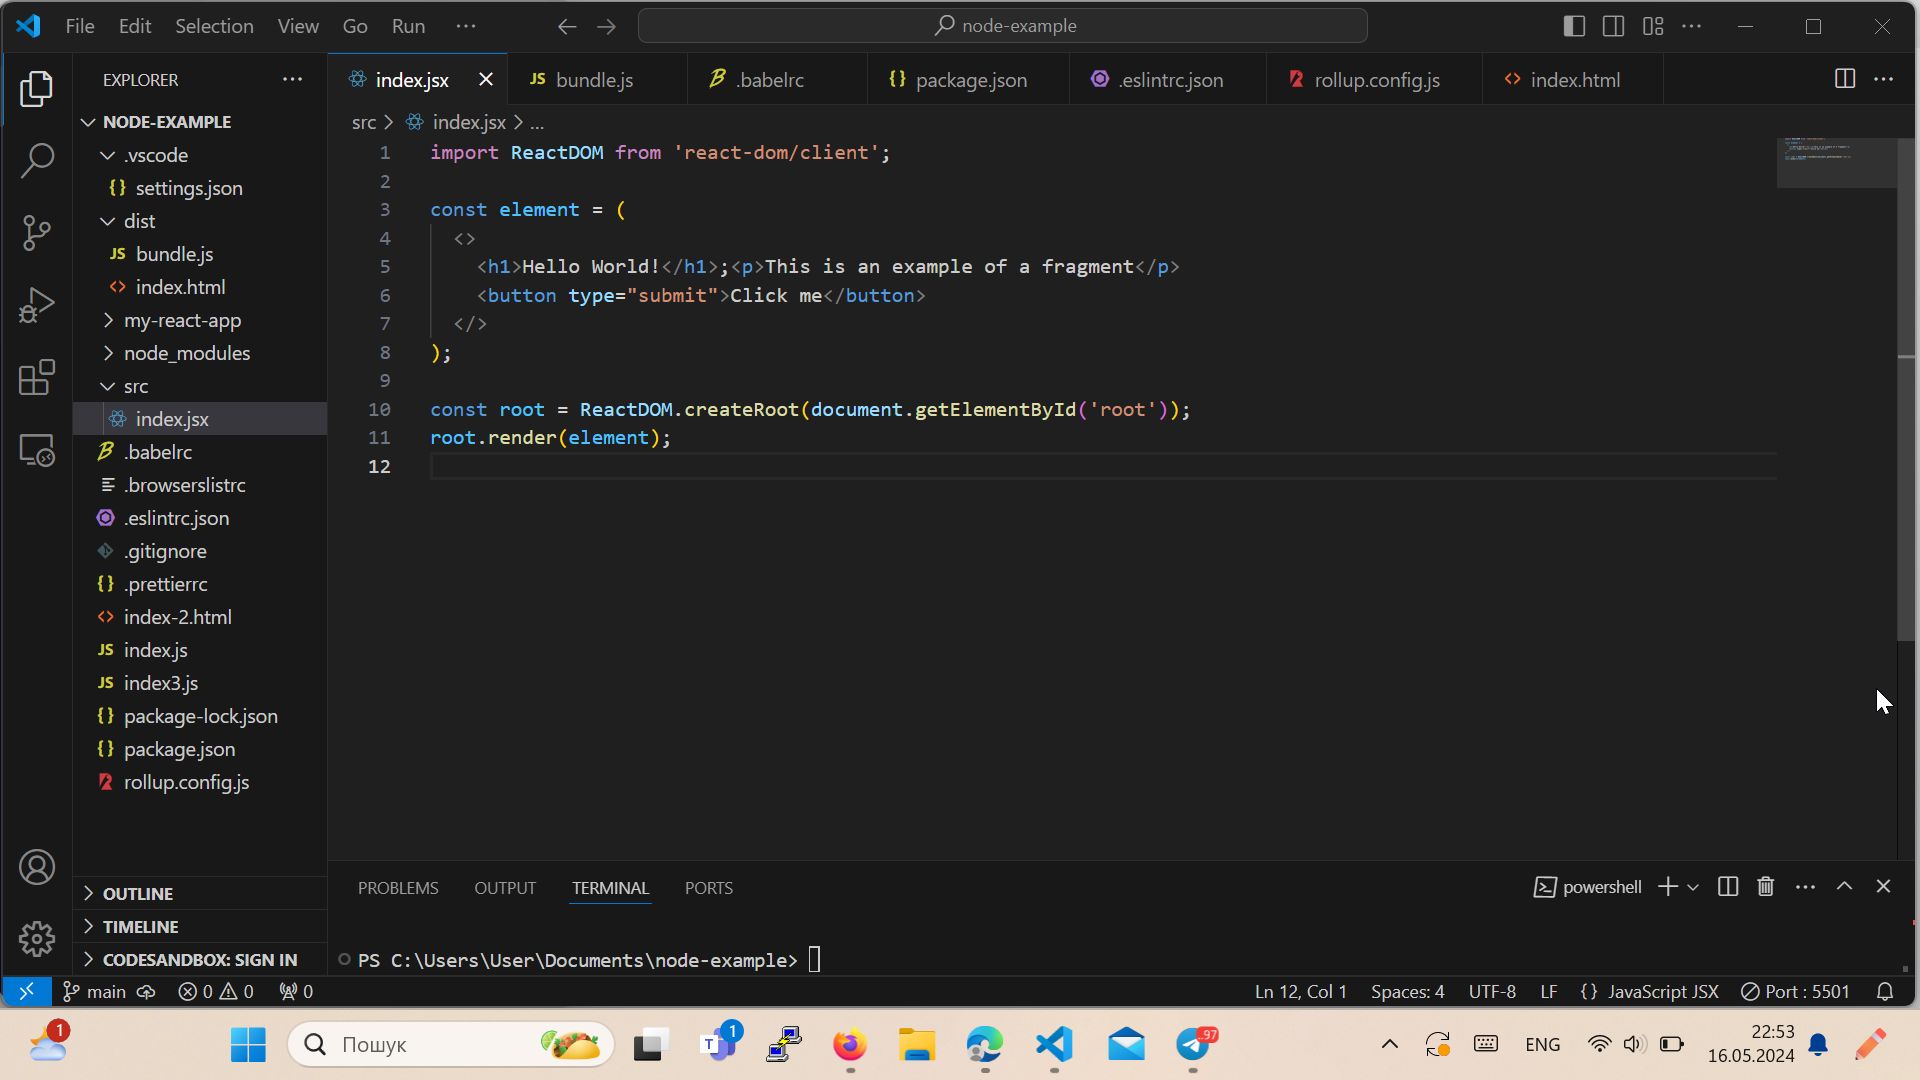 File Edit Selection View Go Run ···
node-example
EXPLORER
index.jsx
JS bundle.js
.babelrc
{} package.json
.eslintrc.json
rollup.config.js
<> index.html
NODE-EXAMPLE
.vscode
{} settings.json
dist
JS bundle.js
<> index.html
my-react-app
node_modules
src
index.jsx
.babelrc
.browserslistrc
.eslintrc.json
.gitignore
{} .prettierrc
<> index-2.html
JS index.js
JS index3.js
{} package-lock.json
{} package.json
rollup.config.js
OUTLINE
TIMELINE
CODESANDBOX: SIGN IN
src > index.jsx > ...
1 import ReactDOM from 'react-dom/client';
2
3 const element = (
4 <>
5 <h1>Hello World!</h1>;<p>This is an example of a fragment</p>
6 <button type="submit">Click me</button>
7 </>
8 );
9
10 const root = ReactDOM.createRoot(document.getElementById('root'));
11 root.render(element);
12
PROBLEMS OUTPUT TERMINAL PORTS
powershell
PS C:\Users\User\Documents\node-example>
main 0 0 0
Ln 12, Col 1 Spaces: 4 UTF-8 LF {} JavaScript JSX Port : 5501
1
Пошук
T 1
97
ENG
22:53
16.05.2024